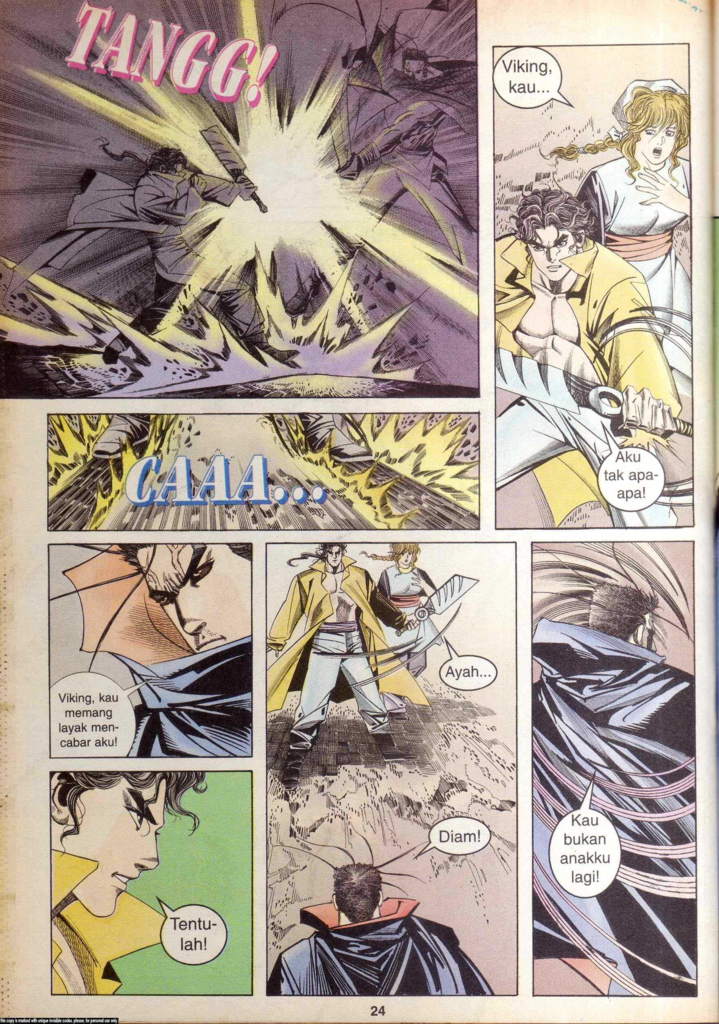 TANGG!
Viking,
kau...
Aku
tak apa-
apa!
CAAA...
Viking, kau
memang
layak men-
cabar aku!
Tentu-
lah!
Ayah...
Diam!
Kau
bukan
anakku
lagi!
24